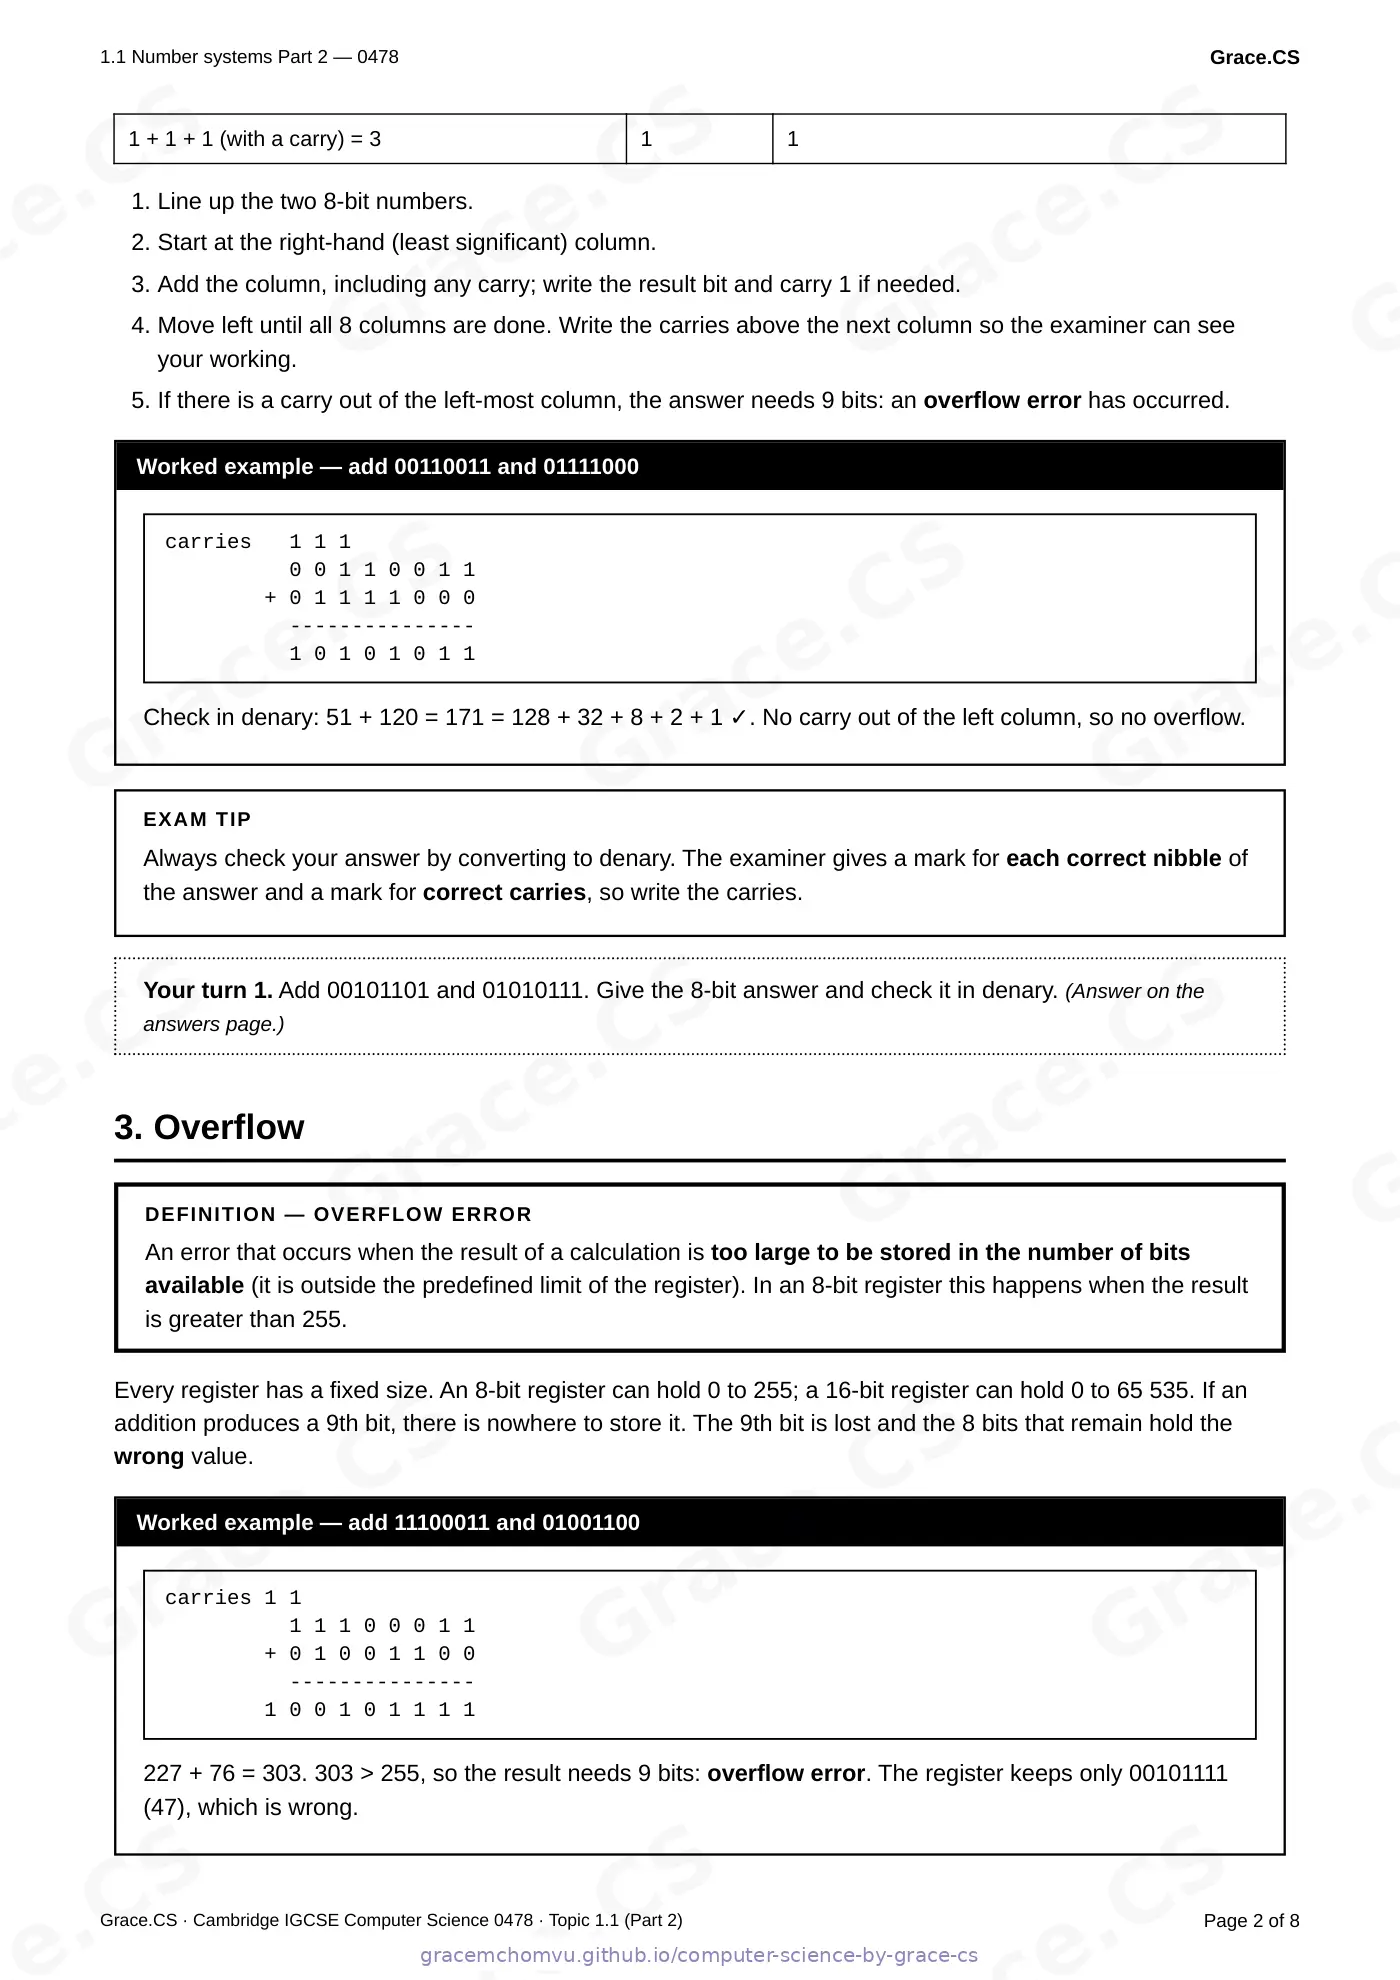 1.1 Number systems Part 2 — 0478
Grace.CS
1 + 1 + 1 (with a carry) = 3 1 1
1. Line up the two 8-bit numbers.
2. Start at the right-hand (least significant) column.
3. Add the column, including any carry; write the result bit and carry 1 if needed.
4. Move left until all 8 columns are done. Write the carries above the next column so the examiner can see
your working.
5. If there is a carry out of the left-most column, the answer needs 9 bits: an overflow error has occurred.
Worked example — add 00110011 and 01111000
carries   1 1 1
          0 0 1 1 0 0 1 1
        + 0 1 1 1 1 0 0 0
          ---------------
          1 0 1 0 1 0 1 1
Check in denary: 51 + 120 = 171 = 128 + 32 + 8 + 2 + 1 ✓. No carry out of the left column, so no overflow.
EXAM TIP
Always check your answer by converting to denary. The examiner gives a mark for each correct nibble of
the answer and a mark for correct carries, so write the carries.
Your turn 1. Add 00101101 and 01010111. Give the 8-bit answer and check it in denary. (Answer on the
answers page.)
3. Overflow
DEFINITION — OVERFLOW ERROR
An error that occurs when the result of a calculation is too large to be stored in the number of bits
available (it is outside the predefined limit of the register). In an 8-bit register this happens when the result
is greater than 255.
Every register has a fixed size. An 8-bit register can hold 0 to 255; a 16-bit register can hold 0 to 65 535. If an
addition produces a 9th bit, there is nowhere to store it. The 9th bit is lost and the 8 bits that remain hold the
wrong value.
Worked example — add 11100011 and 01001100
carries 1 1
          1 1 1 0 0 0 1 1
        + 0 1 0 0 1 1 0 0
          ---------------
        1 0 0 1 0 1 1 1 1
227 + 76 = 303. 303 > 255, so the result needs 9 bits: overflow error. The register keeps only 00101111
(47), which is wrong.
Grace.CS · Cambridge IGCSE Computer Science 0478 · Topic 1.1 (Part 2)
Page 2 of 8
gracemchomvu.github.io/computer-science-by-grace-cs